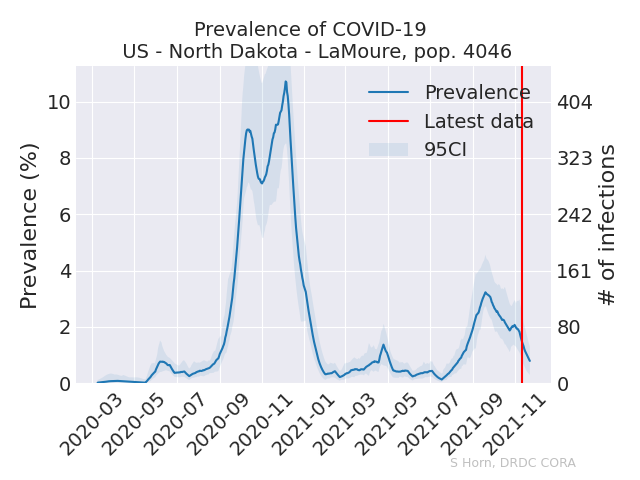 Prevalence of COVID-19
US - North Dakota - LaMoure, pop. 4046
Prevalence (%)
10
8
6
4
2
0
Prevalence
Latest data
95CI
404
323
242
161
80
0
# of infections
2020-03
2020-05
2020-07
2020-09
2020-11
2021-01
2021-03
2021-05
2021-07
2021-09
2021-11
S Horn, DRDC CORA